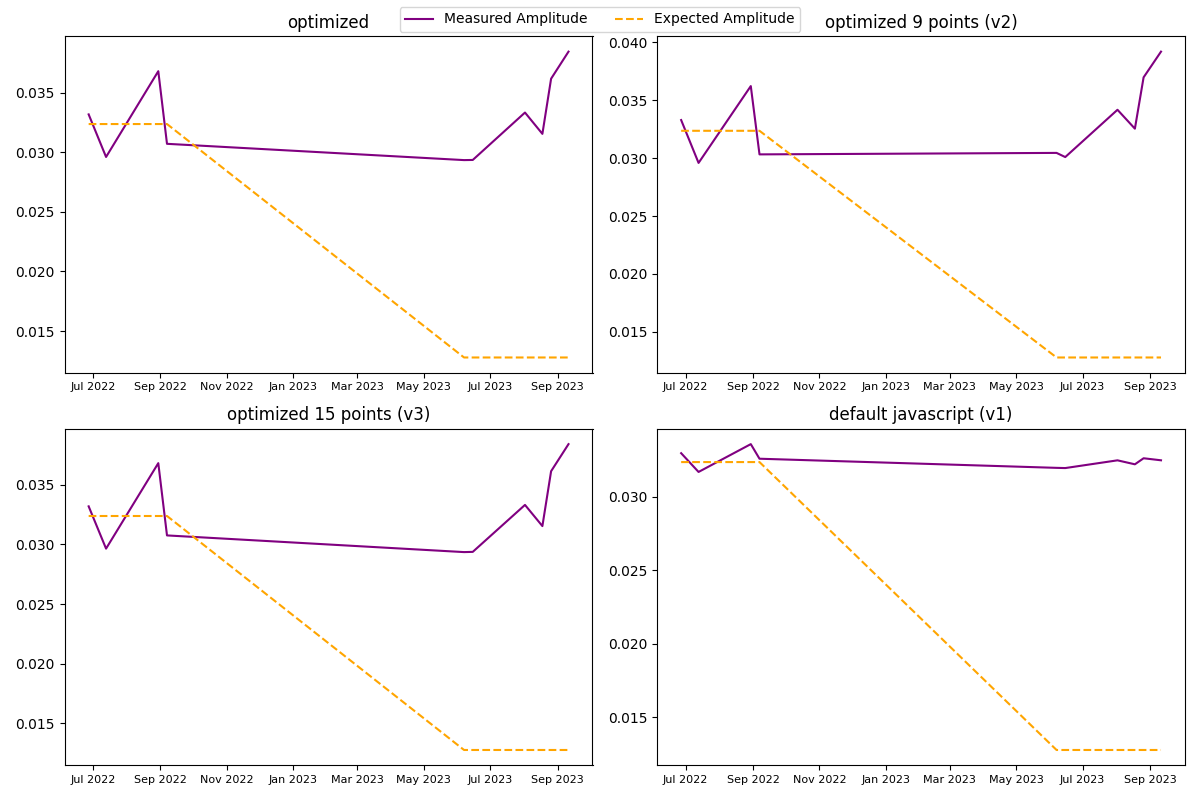 Measured Amplitude Expected Amplitude
optimized
0.035
0.030
0.025
0.020
0.015
Jul 2022 Sep 2022 Nov 2022 Jan 2023 Mar 2023 May 2023 Jul 2023 Sep 2023
optimized 9 points (v2)
0.040
0.035
0.030
0.025
0.020
0.015
Jul 2022 Sep 2022 Nov 2022 Jan 2023 Mar 2023 May 2023 Jul 2023 Sep 2023
optimized 15 points (v3)
0.035
0.030
0.025
0.020
0.015
Jul 2022 Sep 2022 Nov 2022 Jan 2023 Mar 2023 May 2023 Jul 2023 Sep 2023
default javascript (v1)
0.030
0.025
0.020
0.015
Jul 2022 Sep 2022 Nov 2022 Jan 2023 Mar 2023 May 2023 Jul 2023 Sep 2023